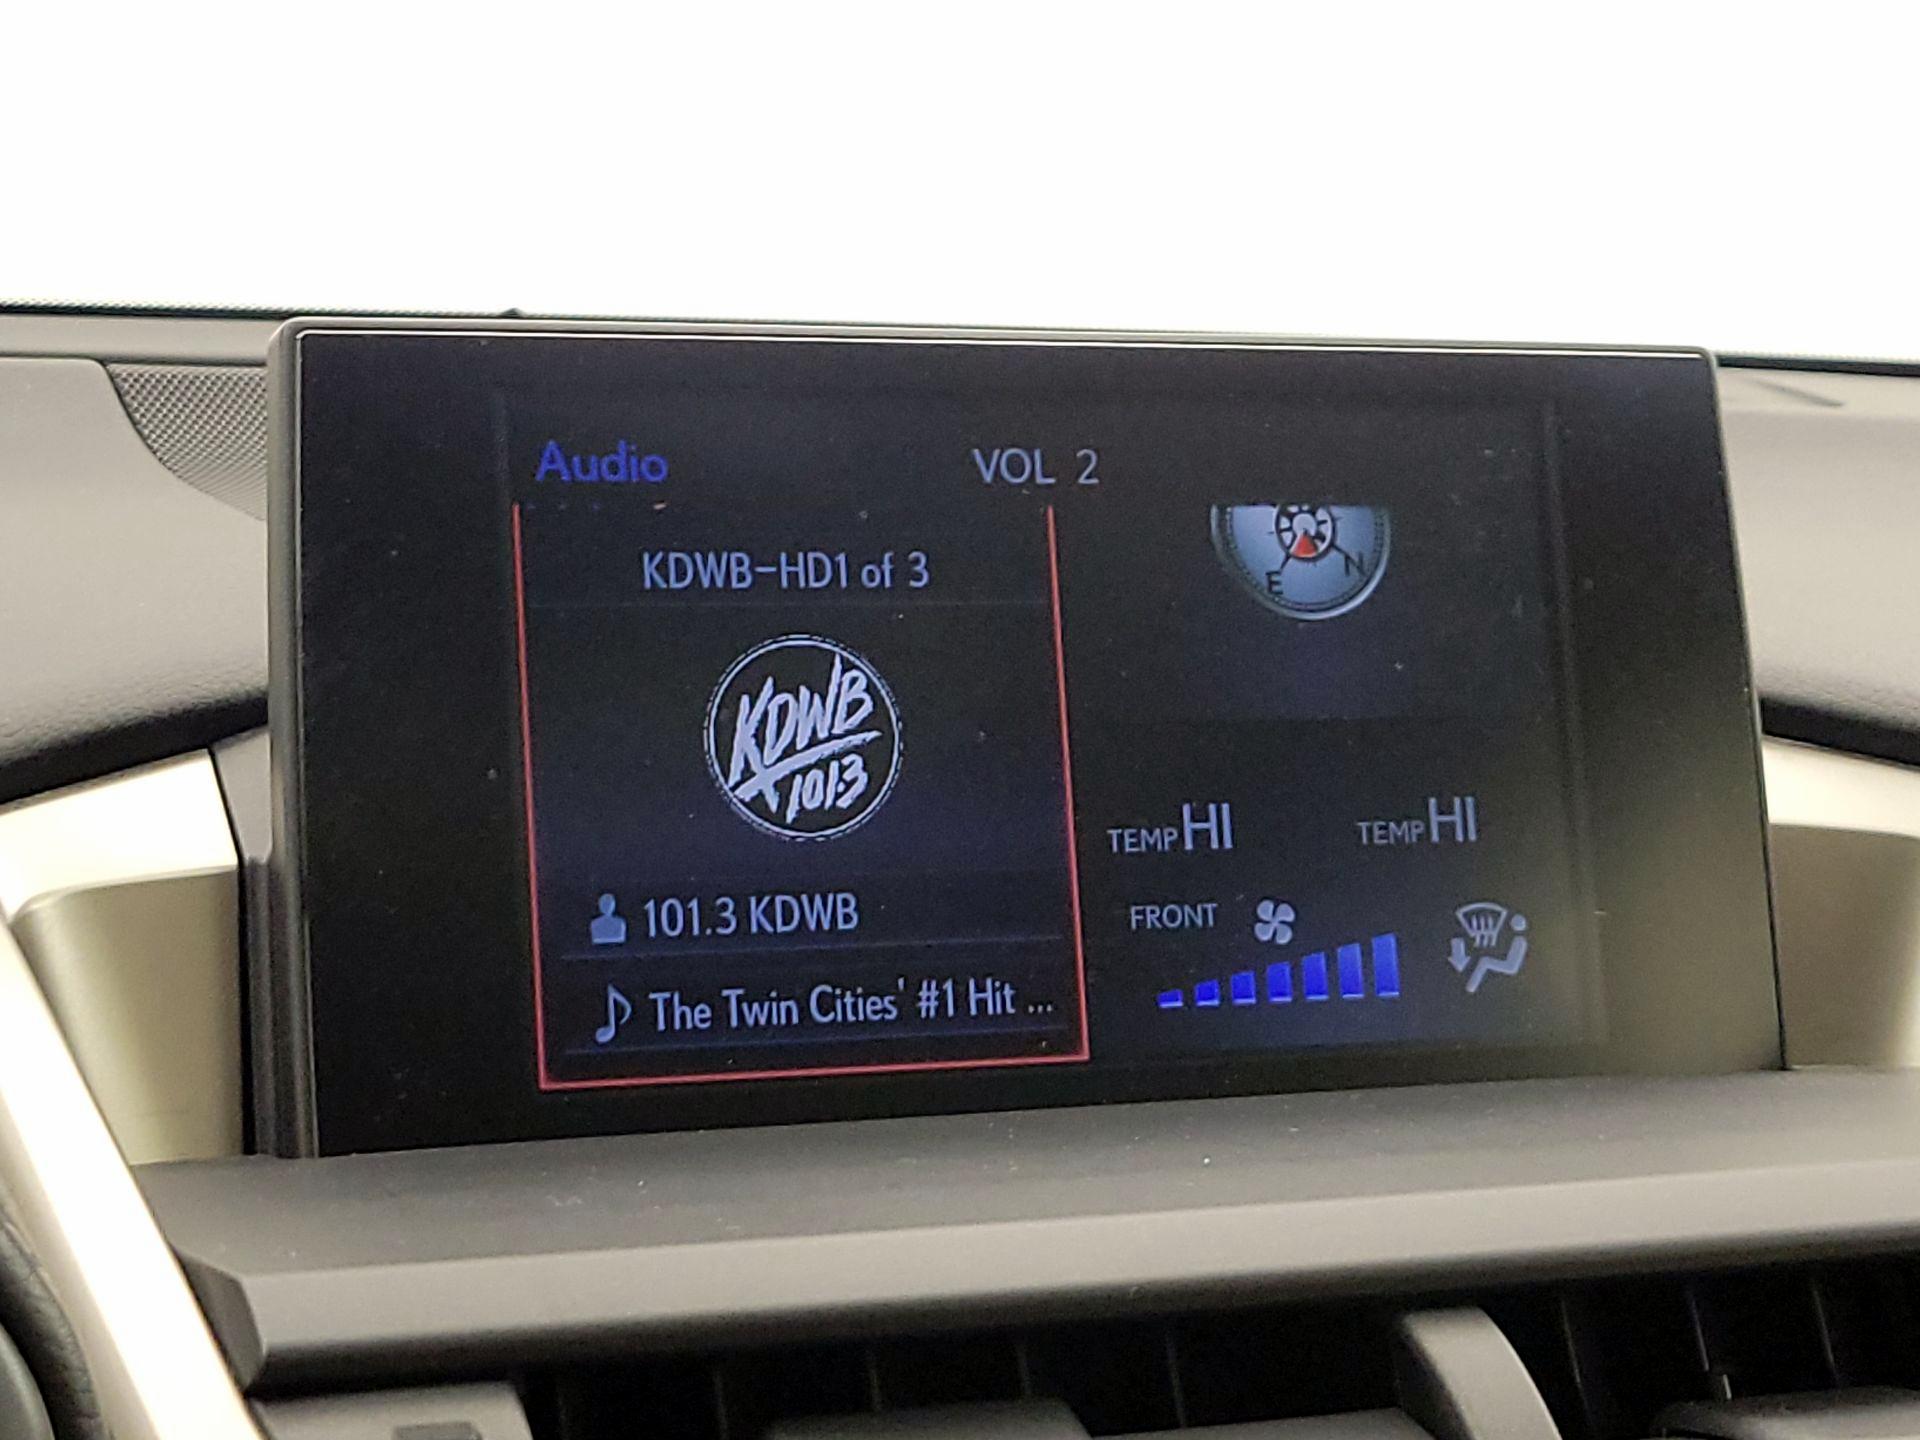 Audio
VOL 2
KDWB-HD1 of 3
KDWB
101.3
101.3 KDWB
The Twin Cities' #1 Hit ...
E
N
TEMP HI
TEMP HI
FRONT